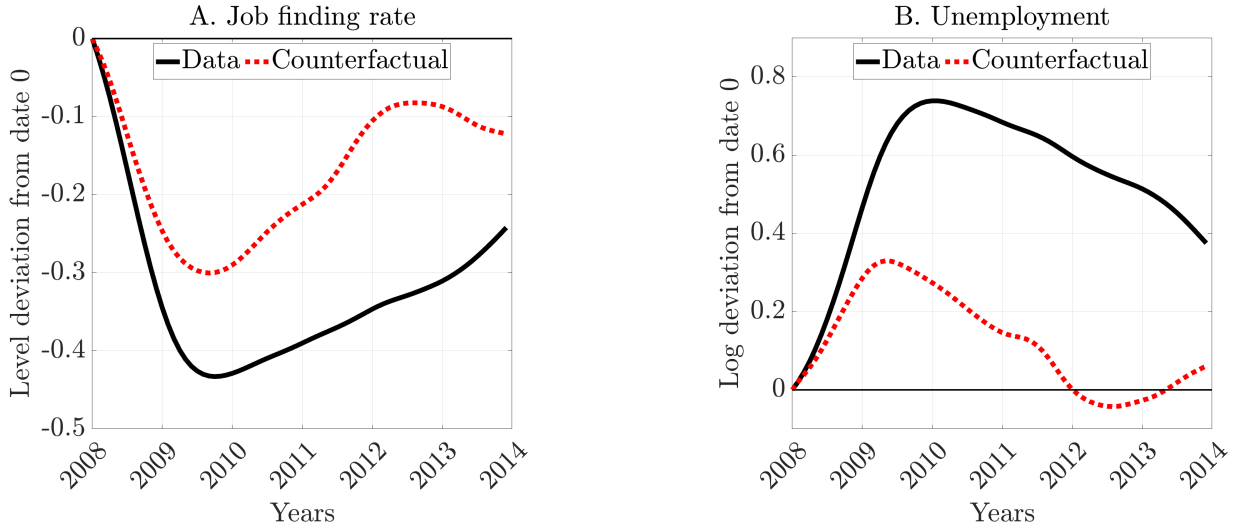 A. Job finding rate
Level deviation from date 0
0
-0.1
-0.2
-0.3
-0.4
-0.5
Data Counterfactual
2008 2009 2010 2011 2012 2013 2014
Years
B. Unemployment
Log deviation from date 0
0.8
0.6
0.4
0.2
0
Data Counterfactual
2008 2009 2010 2011 2012 2013 2014
Years